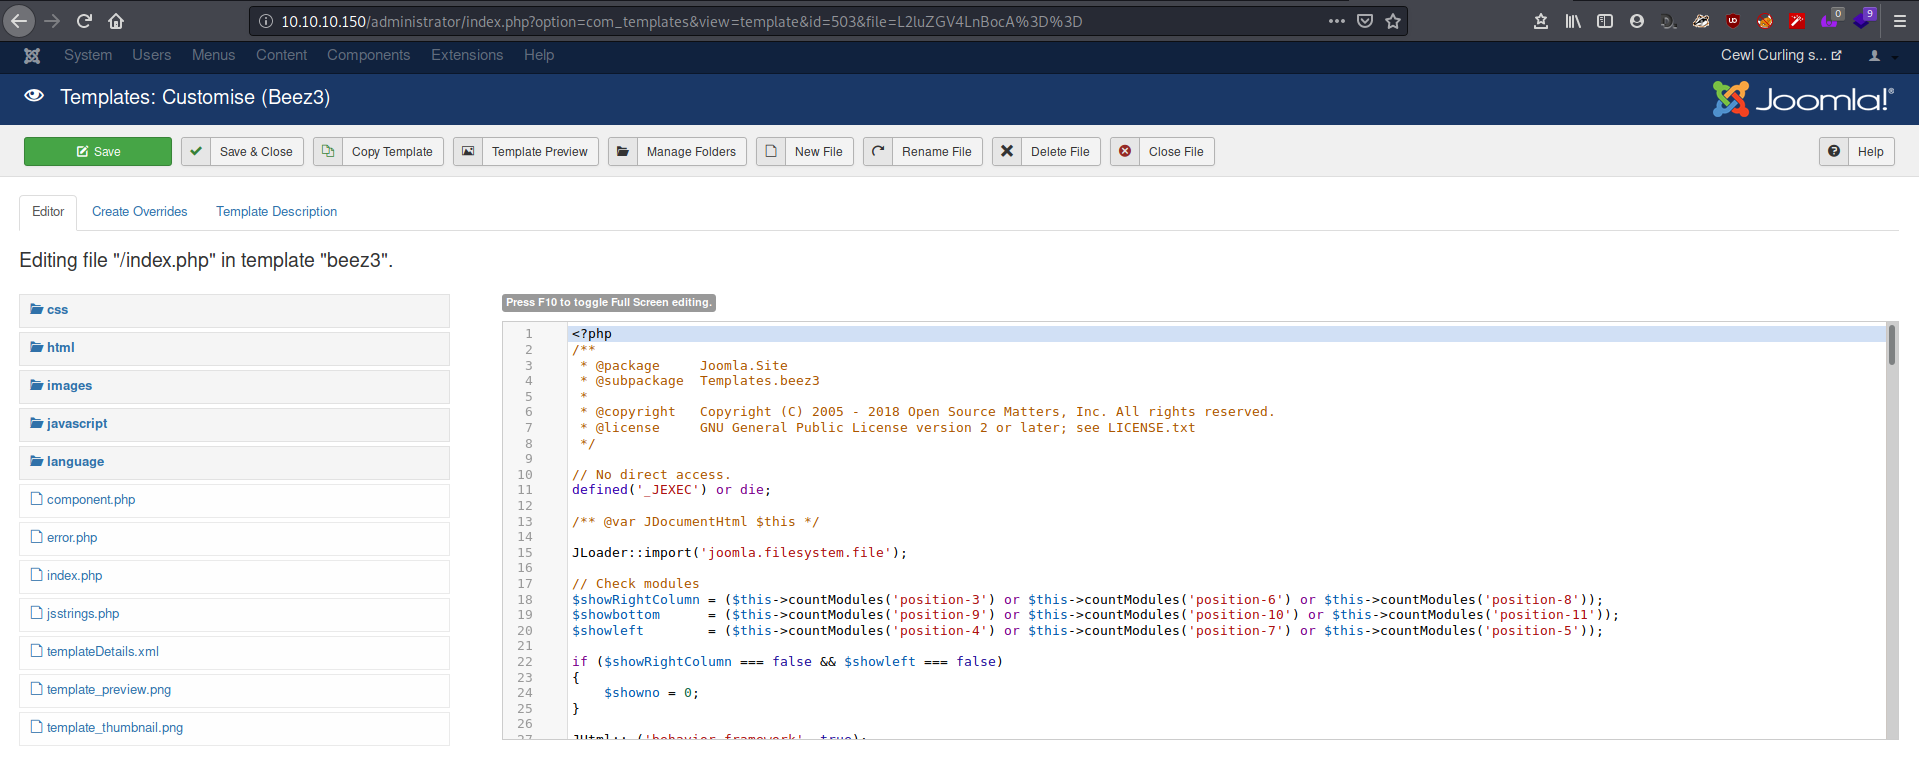 10.10.10.150/administrator/index.php?option=com_templates&view=template&id=503&file=L2luZGV4LnBocA%3D%3D
0
9
System Users Menus Content Components Extensions Help
Cewl Curling s...
Templates: Customise (Beez3)
Joomla!®
Save
Save & Close
Copy Template
Template Preview
Manage Folders
New File
Rename File
Delete File
Close File
Help
Editor
Create Overrides
Template Description
Editing file "/index.php" in template "beez3".
css
html
images
javascript
language
component.php
error.php
index.php
jsstrings.php
templateDetails.xml
template_preview.png
template_thumbnail.png
Press F10 to toggle Full Screen editing.
1 <?php
2 /**
3  * @package     Joomla.Site
4  * @subpackage  Templates.beez3
5  *
6  * @copyright   Copyright (C) 2005 - 2018 Open Source Matters, Inc. All rights reserved.
7  * @license     GNU General Public License version 2 or later; see LICENSE.txt
8  */
9
10 // No direct access.
11 defined('_JEXEC') or die;
12
13 /** @var JDocumentHtml $this */
14
15 JLoader::import('joomla.filesystem.file');
16
17 // Check modules
18 $showRightColumn = ($this->countModules('position-3') or $this->countModules('position-6') or $this->countModules('position-8'));
19 $showbottom      = ($this->countModules('position-9') or $this->countModules('position-10') or $this->countModules('position-11'));
20 $showleft        = ($this->countModules('position-4') or $this->countModules('position-7') or $this->countModules('position-5'));
21
22 if ($showRightColumn === false && $showleft === false)
23 {
24     $showno = 0;
25 }
26
27 JHtml::_('behavior.framework', true);